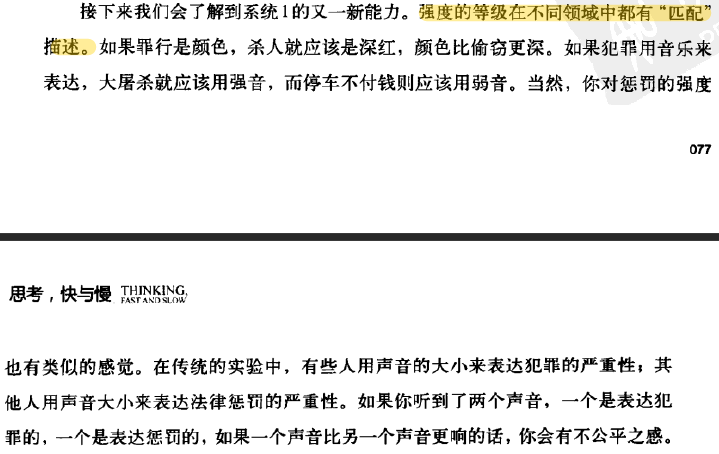 接下来我们会了解到系统1的又一新能力。强度的等级在不同领域中都有“匹配”
描述。如果罪行是颜色，杀人就应该是深红，颜色比偷窃更深。如果犯罪用音乐来
表达，大屠杀就应该用强音，而停车不付钱则应该用弱音。当然，你对惩罚的强度
077
思考，快与慢 THINKING,
FAST AND SLOW
也有类似的感觉。在传统的实验中，有些人用声音的大小来表达犯罪的严重性；其
他人用声音大小来表达法律惩罚的严重性。如果你听到了两个声音，一个是表达犯
罪的，一个是表达惩罚的，如果一个声音比另一个声音更响的话，你会有不公平之感。